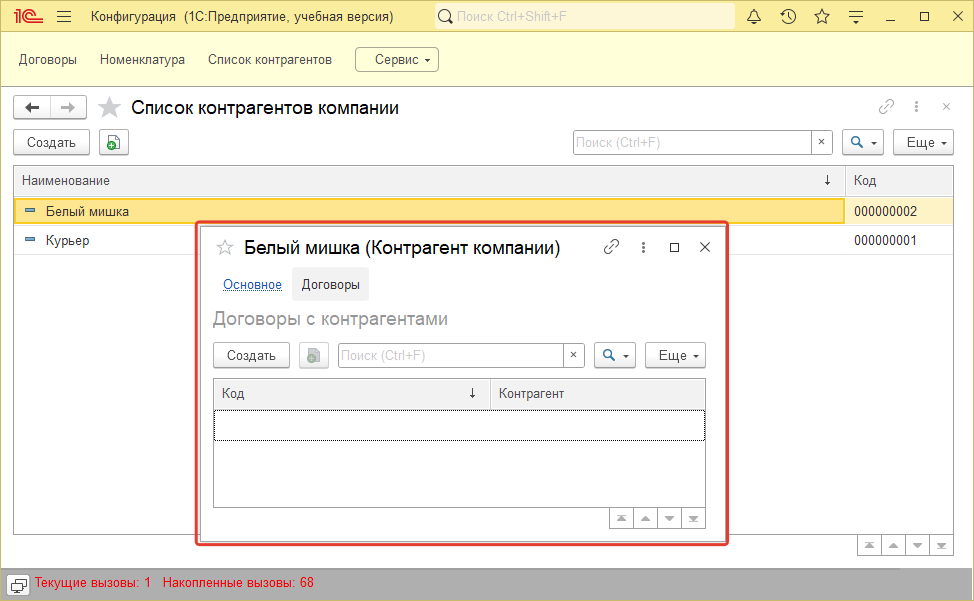 1С Конфигурация (1С:Предприятие, учебная версия) Поиск Ctrl+Shift+F
Договоры Номенклатура Список контрагентов Сервис
Список контрагентов компании
Создать Поиск (Ctrl+F) × Еще
Наименование ↓ Код
Белый мишка 000000002
Курьер 000000001
Белый мишка (Контрагент компании)
Основное Договоры
Договоры с контрагентами
Создать Поиск (Ctrl+F) × Еще
Код ↓ Контрагент
Текущие вызовы: 1 Накопленные вызовы: 68